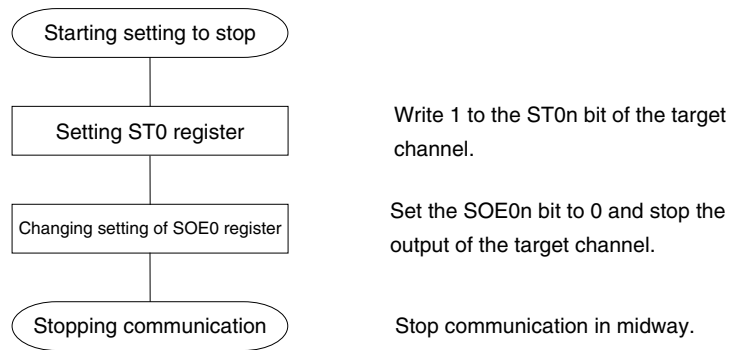 Starting setting to stop
Setting ST0 register
Write 1 to the ST0n bit of the target
channel.
Changing setting of SOE0 register
Set the SOE0n bit to 0 and stop the
output of the target channel.
Stopping communication
Stop communication in midway.